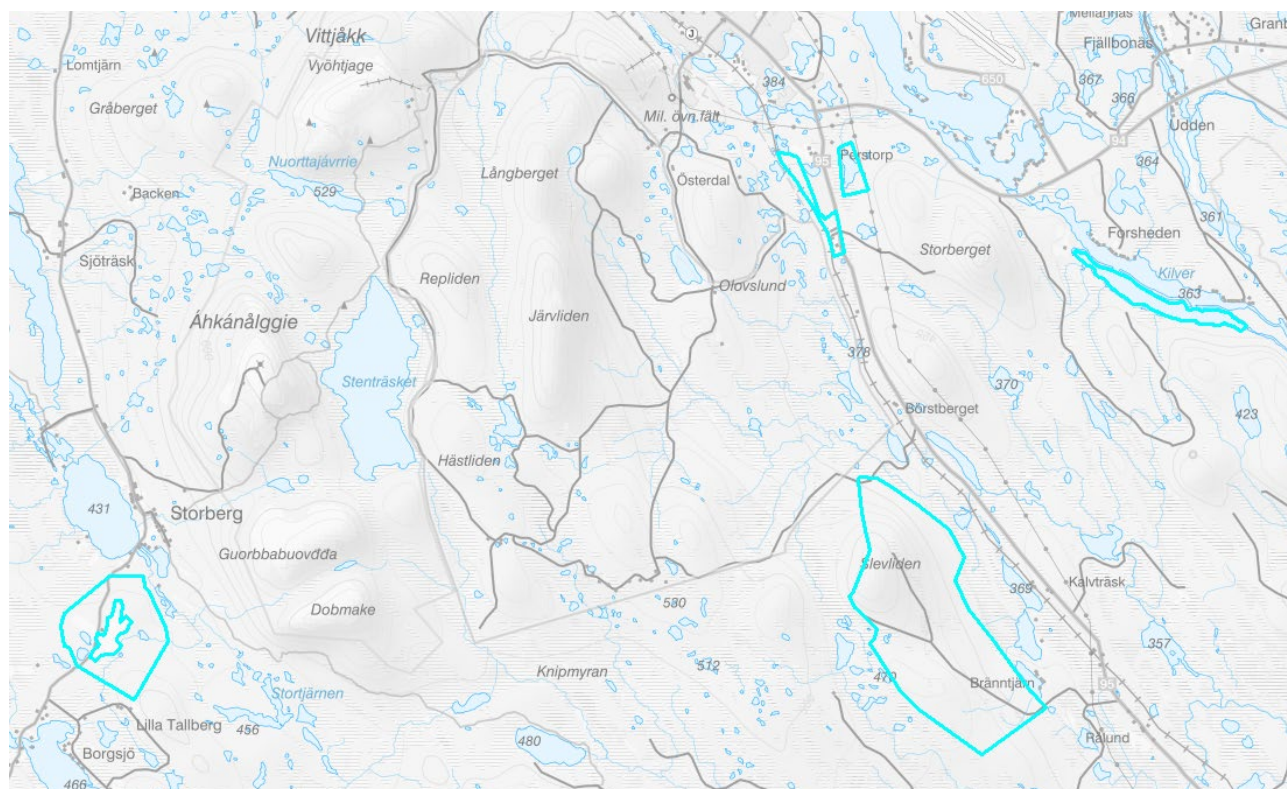 Mellannäs
Granb
Vittjåkk
J
Fjällbonäs
Lomtjärn
Vyöhtjage
384
650
367
Gråberget
366
Mil. övn.fält
Udden
94
95
Perstorp
364
Nuorttajávrrie
Långberget
Österdal
Backen
529
361
Forsheden
Storberget
Sjöträsk
Kilver
Repliden
Olovslund
363
Áhkánålggie
Järvliden
378
Stenträsket
370
Börstberget
423
Hästliden
431
Storberg
Guorbbabuovdda
Slevliden
Kalvträsk
369
Dobmake
530
357
Knipmyran
512
470
Bränntjärn
95
Stortjärnen
Lilla Tallberg
456
Rålund
480
Borgsjö
466